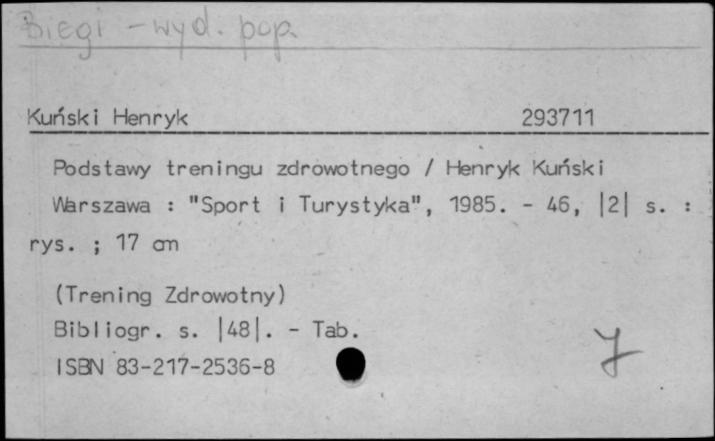 Biegi - wyd. pop.
Kuński Henryk 293711
Podstawy treningu zdrowotnego / Henryk Kuński
Warszawa : "Sport i Turystyka", 1985. - 46, |2| s. :
rys. ; 17 cm
(Trening Zdrowotny)
Bibliogr. s. |48|. - Tab.
ISBN 83-217-2536-8